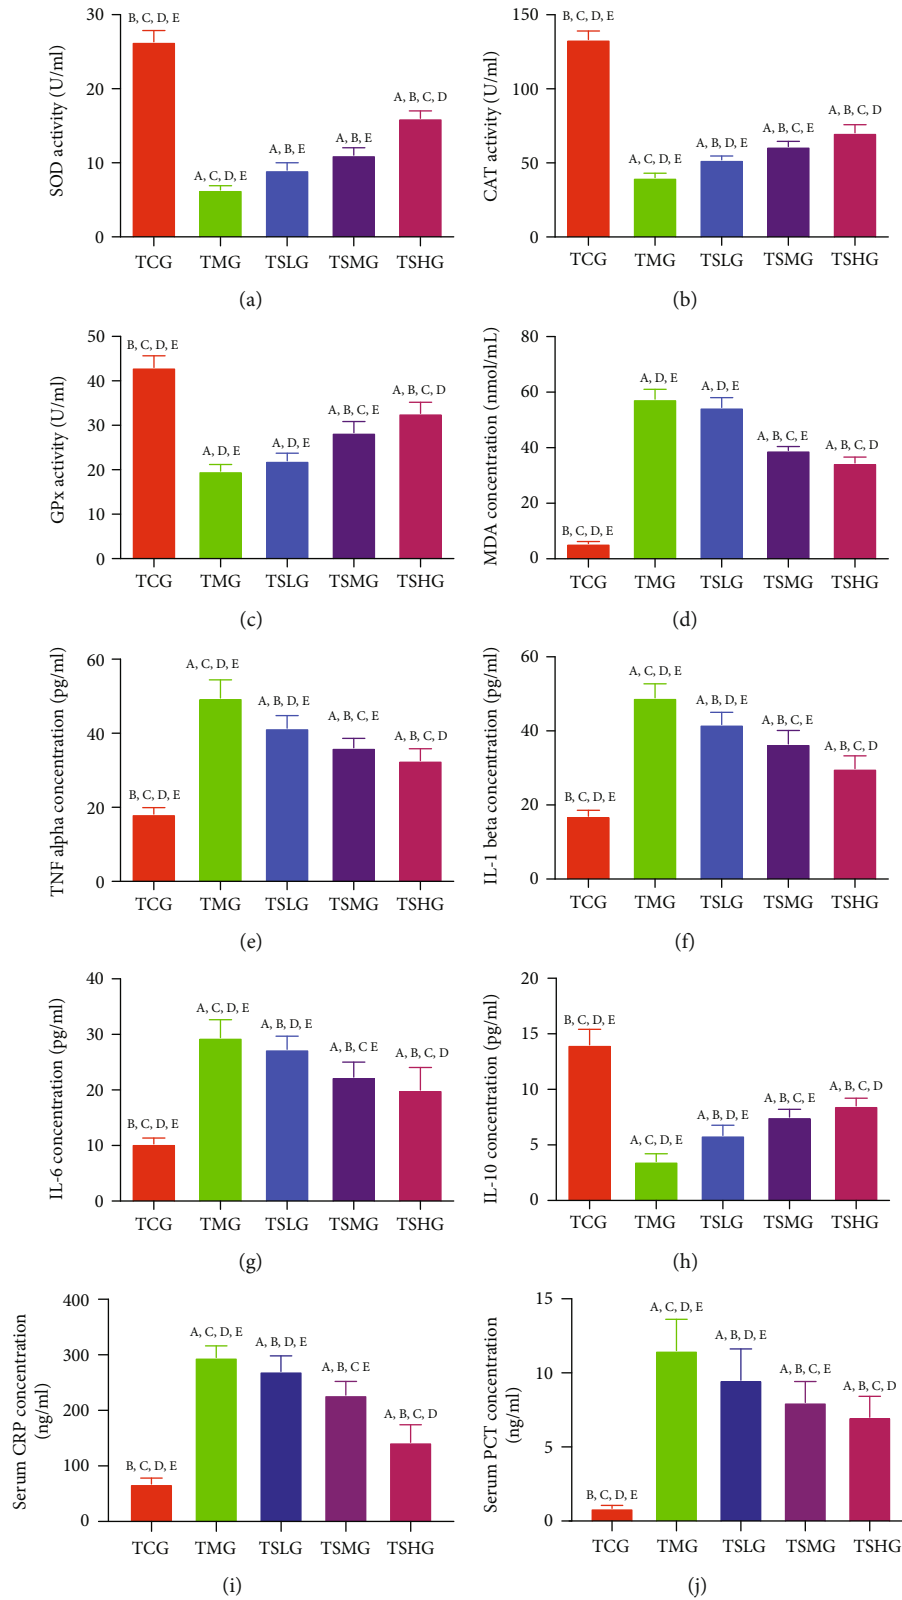 SOD activity (U/ml)
30
20
10
0
B, C, D, E
A, C, D, E
A, B, E
A, B, E
A, B, C, D
TCG TMG TSLG TSMG TSHG
(a)
CAT activity (U/ml)
150
100
50
0
B, C, D, E
A, C, D, E
A, B, D, E
A, B, C, E
A, B, C, D
TCG TMG TSLG TSMG TSHG
(b)
GPx activity (U/ml)
50
40
30
20
10
0
B, C, D, E
A, D, E
A, D, E
A, B, C, E
A, B, C, D
TCG TMG TSLG TSMG TSHG
(c)
MDA concentration (nmol/mL)
80
60
40
20
0
B, C, D, E
A, D, E
A, D, E
A, B, C, E
A, B, C, D
TCG TMG TSLG TSMG TSHG
(d)
TNF alpha concentration (pg/ml)
60
40
20
0
B, C, D, E
A, C, D, E
A, B, D, E
A, B, C, E
A, B, C, D
TCG TMG TSLG TSMG TSHG
(e)
IL-1 beta concentration (pg/ml)
60
40
20
0
B, C, D, E
A, C, D, E
A, B, D, E
A, B, C, E
A, B, C, D
TCG TMG TSLG TSMG TSHG
(f)
IL-6 concentration (pg/ml)
40
30
20
10
0
B, C, D, E
A, C, D, E
A, B, D, E
A, B, C E
A, B, C, D
TCG TMG TSLG TSMG TSHG
(g)
IL-10 concentration (pg/ml)
20
15
10
5
0
B, C, D, E
A, C, D, E
A, B, D, E
A, B, C, E
A, B, C, D
TCG TMG TSLG TSMG TSHG
(h)
Serum CRP concentration
(ng/ml)
400
300
200
100
0
B, C, D, E
A, C, D, E
A, B, D, E
A, B, C E
A, B, C, D
TCG TMG TSLG TSMG TSHG
(i)
Serum PCT concentration
(ng/ml)
15
10
5
0
B, C, D, E
A, C, D, E
A, B, D, E
A, B, C, E
A, B, C, D
TCG TMG TSLG TSMG TSHG
(j)